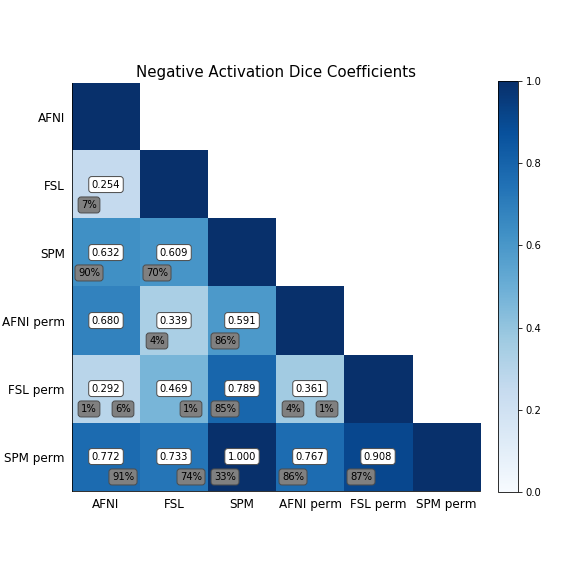 Negative Activation Dice Coefficients
AFNI
FSL
0.254
7%
SPM
0.632 0.609
90% 70%
AFNI perm
0.680 0.339 0.591
4% 86%
FSL perm
0.292 0.469 0.789 0.361
1% 6% 1% 85% 4% 1%
SPM perm
0.772 0.733 1.000 0.767 0.908
91% 74% 33% 86% 87%
AFNI FSL SPM AFNI perm FSL perm SPM perm
1.0
0.8
0.6
0.4
0.2
0.0